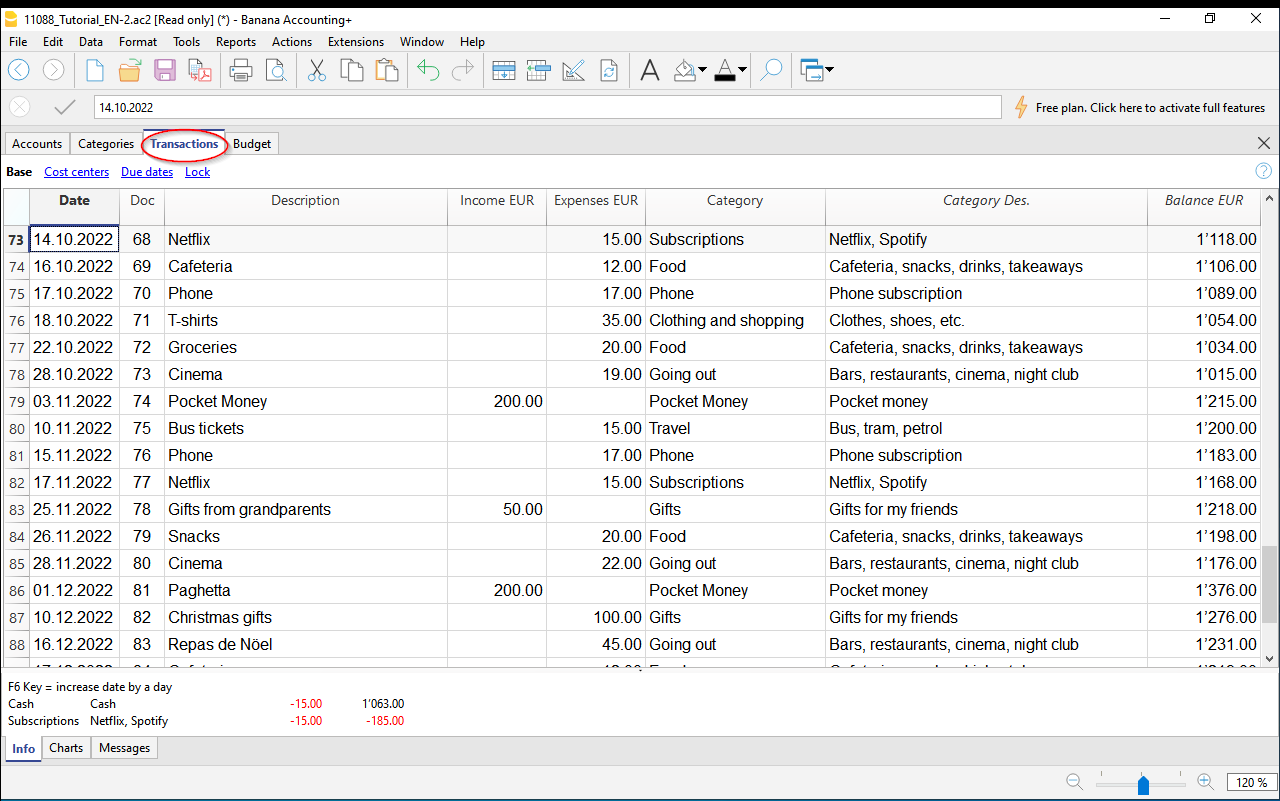 11088_Tutorial_EN-2.ac2 [Read only] (*) - Banana Accounting+
File Edit Data Format Tools Reports Actions Extensions Window Help
14.10.2022 Free plan. Click here to activate full features
Accounts Categories Transactions Budget
Base Cost centers Due dates Lock
Date Doc Description Income EUR Expenses EUR Category Category Des. Balance EUR
73 14.10.2022 68 Netflix 15.00 Subscriptions Netflix, Spotify 1'118.00
74 16.10.2022 69 Cafeteria 12.00 Food Cafeteria, snacks, drinks, takeaways 1'106.00
75 17.10.2022 70 Phone 17.00 Phone Phone subscription 1'089.00
76 18.10.2022 71 T-shirts 35.00 Clothing and shopping Clothes, shoes, etc. 1'054.00
77 22.10.2022 72 Groceries 20.00 Food Cafeteria, snacks, drinks, takeaways 1'034.00
78 28.10.2022 73 Cinema 19.00 Going out Bars, restaurants, cinema, night club 1'015.00
79 03.11.2022 74 Pocket Money 200.00 Pocket Money Pocket money 1'215.00
80 10.11.2022 75 Bus tickets 15.00 Travel Bus, tram, petrol 1'200.00
81 15.11.2022 76 Phone 17.00 Phone Phone subscription 1'183.00
82 17.11.2022 77 Netflix 15.00 Subscriptions Netflix, Spotify 1'168.00
83 25.11.2022 78 Gifts from grandparents 50.00 Gifts Gifts for my friends 1'218.00
84 26.11.2022 79 Snacks 20.00 Food Cafeteria, snacks, drinks, takeaways 1'198.00
85 28.11.2022 80 Cinema 22.00 Going out Bars, restaurants, cinema, night club 1'176.00
86 01.12.2022 81 Paghetta 200.00 Pocket Money Pocket money 1'376.00
87 10.12.2022 82 Christmas gifts 100.00 Gifts Gifts for my friends 1'276.00
88 16.12.2022 83 Repas de Nöel 45.00 Going out Bars, restaurants, cinema, night club 1'231.00
F6 Key = increase date by a day
Cash Cash -15.00 1'063.00
Subscriptions Netflix, Spotify -15.00 -185.00
Info Charts Messages
120 %